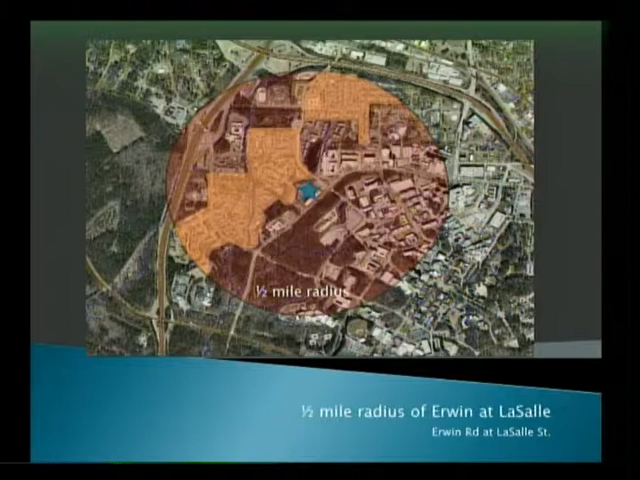 ½ mile radius
½ mile radius of Erwin at LaSalle
Erwin Rd at LaSalle St.